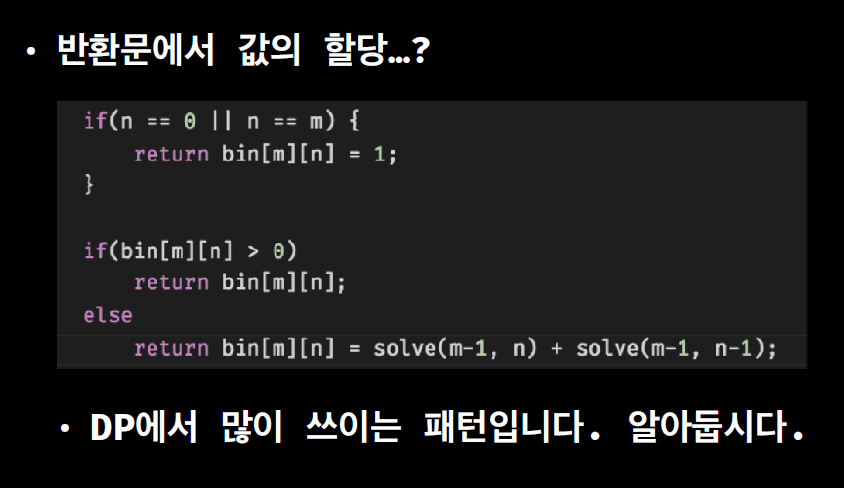 • 반환문에서 값의 할당…?
if(n == 0 || n == m) {
    return bin[m][n] = 1;
}
if(bin[m][n] > 0)
    return bin[m][n];
else
    return bin[m][n] = solve(m-1, n) + solve(m-1, n-1);
• DP에서 많이 쓰이는 패턴입니다. 알아둡시다.